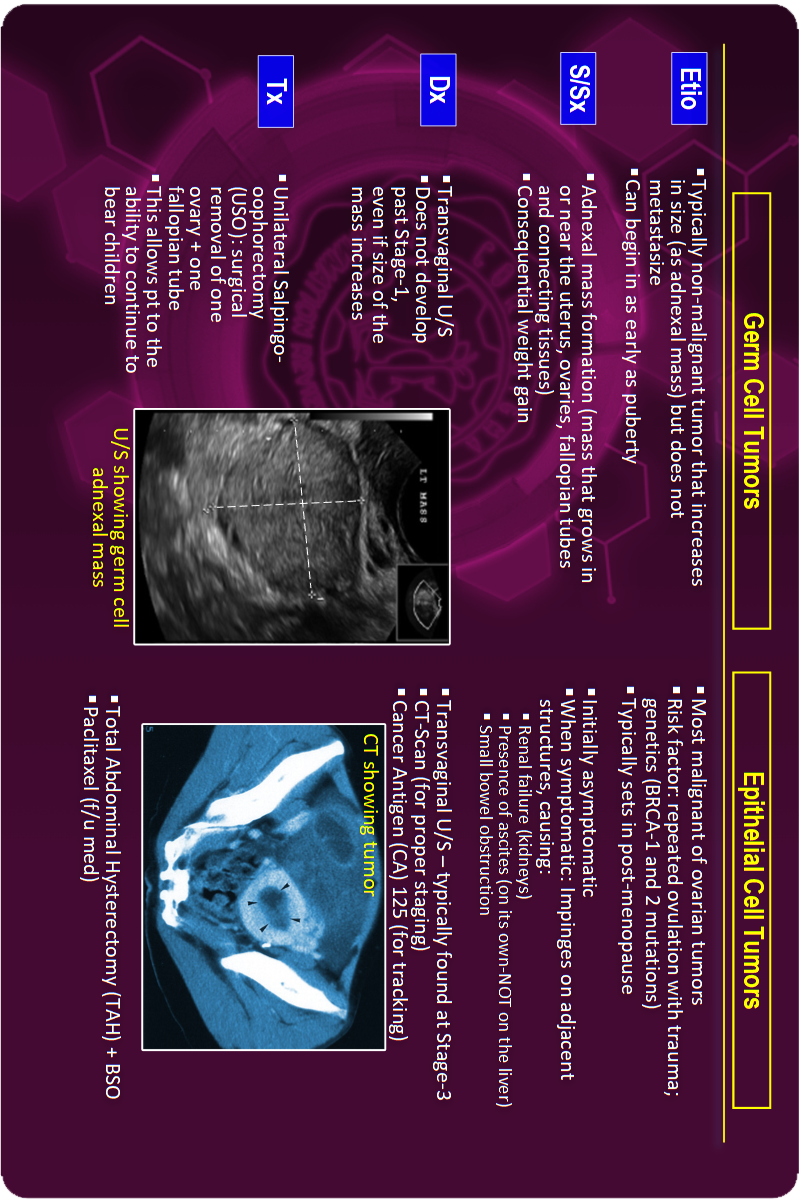 Germ Cell Tumors
Epithelial Cell Tumors
Etio
▪Typically non-malignant tumor that increases
in size (as adnexal mass) but does not
metastasize
▪Can begin in as early as puberty
▪Most malignant of ovarian tumors
▪Risk factor: repeated ovulation with trauma;
genetics (BRCA-1 and 2 mutations)
▪Typically sets in post-menopause
S/Sx
▪Adnexal mass formation (mass that grows in
or near the uterus, ovaries, fallopian tubes
and connecting tissues)
▪Consequential weight gain
▪Initially asymptomatic
▪When symptomatic: Impinges on adjacent
structures, causing:
▪Renal failure (kidneys)
▪Presence of ascites (on its own-NOT on the liver)
▪Small bowel obstruction
Dx
▪Transvaginal U/S
▪Does not develop
past Stage-1,
even if size of the
mass increases
▪Transvaginal U/S – typically found at Stage-3
▪CT-Scan (for proper staging)
▪Cancer Antigen (CA) 125 (for tracking)
LT MASS
U/S showing germ cell
adnexal mass
CT showing tumor
Tx
▪Unilateral Salpingo-
oophorectomy
(USO): surgical
removal of one
ovary + one
fallopian tube
▪This allows pt to the
ability to continue to
bear children
▪Total Abdominal Hysterectomy (TAH) + BSO
▪Paclitaxel (f/u med)